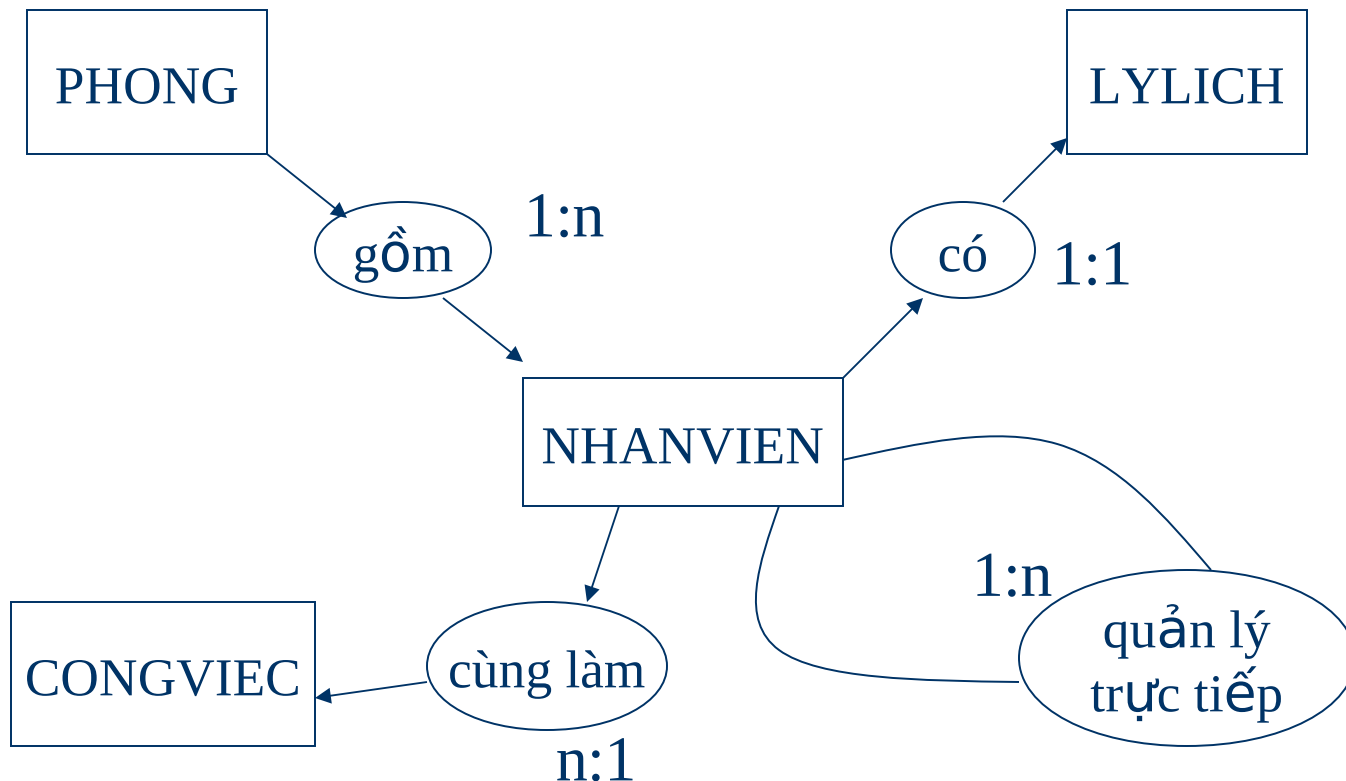 PHONG
LYLICH
gồm
1:n
có
1:1
NHANVIEN
1:n
quản lý
trực tiếp
CONGVIEC
cùng làm
n:1